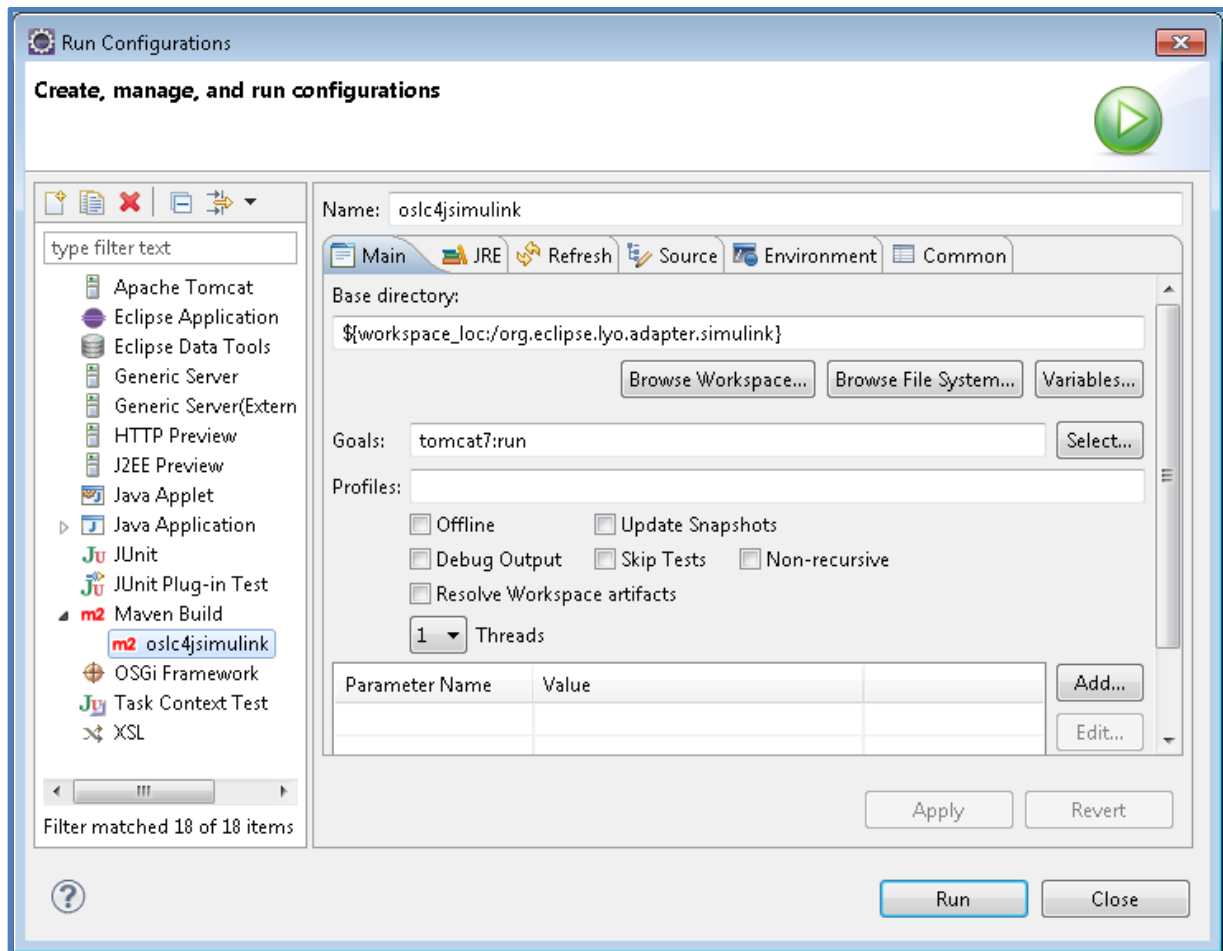 Run Configurations
Create, manage, and run configurations
type filter text
Apache Tomcat
Eclipse Application
Eclipse Data Tools
Generic Server
Generic Server(Extern
HTTP Preview
J2EE Preview
Java Applet
Java Application
Ju JUnit
Ju JUnit Plug-in Test
m2 Maven Build
m2 oslc4jsimulink
OSGi Framework
Ju Task Context Test
XSL
Filter matched 18 of 18 items
Name: oslc4jsimulink
Main JRE Refresh Source Environment Common
Base directory:
${workspace_loc:/org.eclipse.lyo.adapter.simulink}
Browse Workspace... Browse File System... Variables...
Goals: tomcat7:run Select...
Profiles:
Offline Update Snapshots
Debug Output Skip Tests Non-recursive
Resolve Workspace artifacts
1 Threads
Parameter Name Value Add...
Edit...
Apply Revert
? Run Close